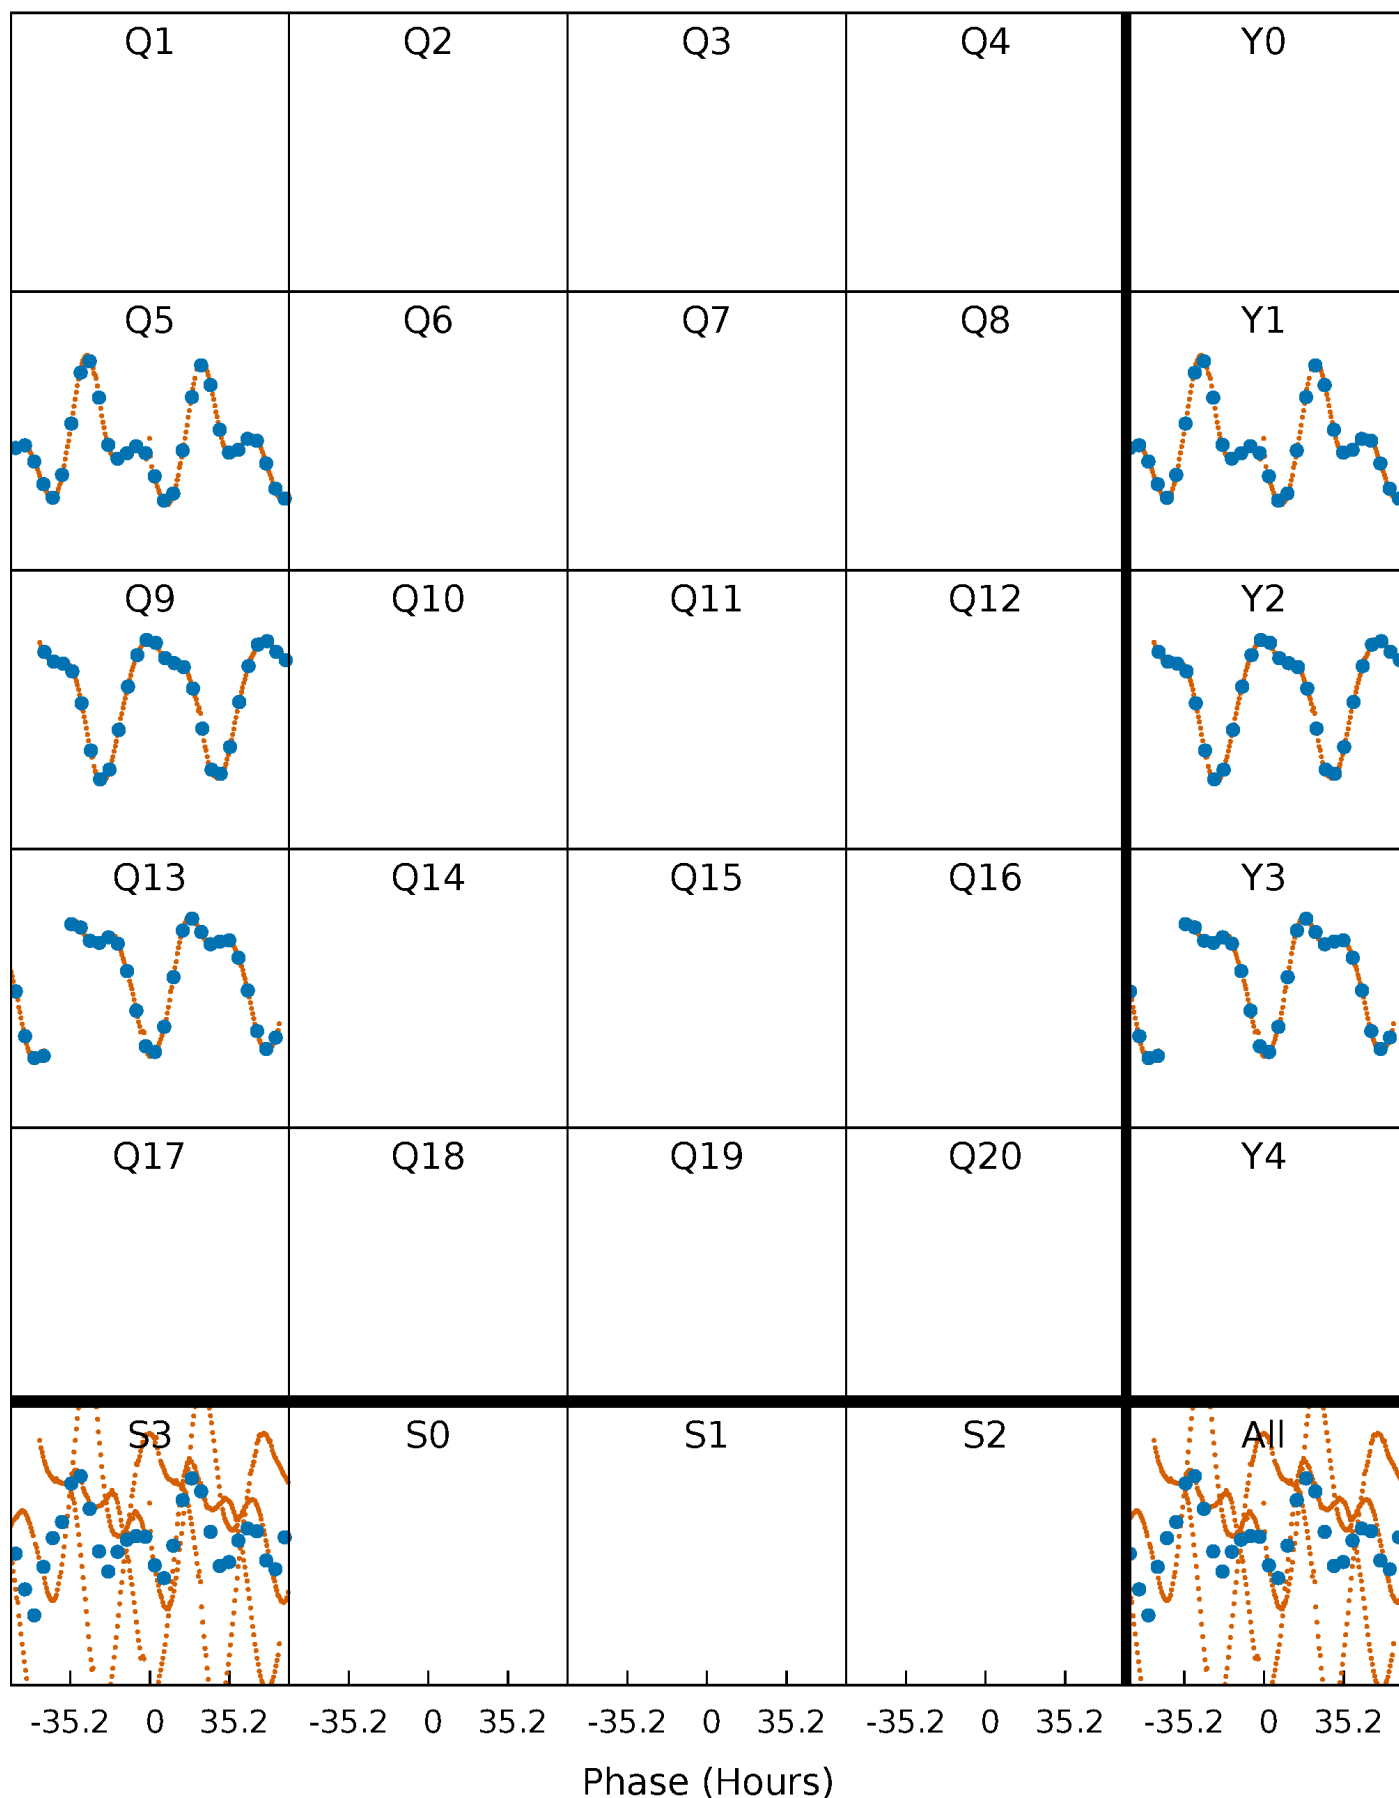 Q1 Q2 Q3 Q4 Y0
Q5 Q6 Q7 Q8 Y1
Q9 Q10 Q11 Q12 Y2
Q13 Q14 Q15 Q16 Y3
Q17 Q18 Q19 Q20 Y4
S3 S0 S1 S2 All
-35.2 0 35.2 -35.2 0 35.2 -35.2 0 35.2 -35.2 0 35.2 -35.2 0 35.2
Phase (Hours)